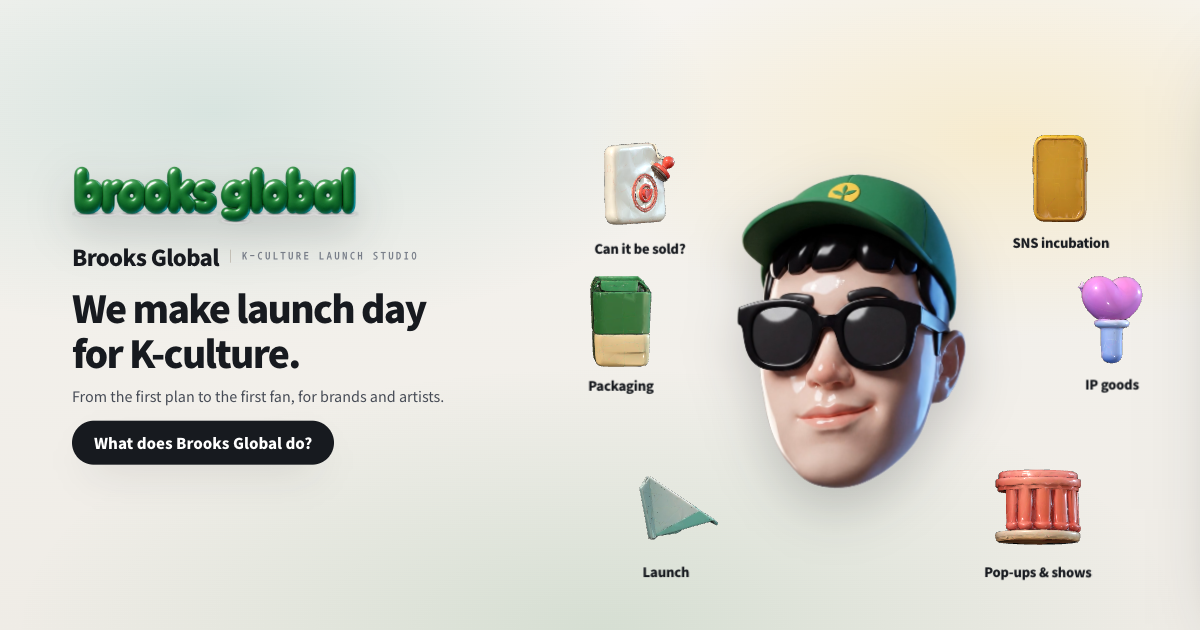 brooks global
Brooks Global
K-CULTURE LAUNCH STUDIO
We make launch day
for K-culture.
From the first plan to the first fan, for brands and artists.
What does Brooks Global do?
Can it be sold?
SNS incubation
Packaging
IP goods
Launch
Pop-ups & shows